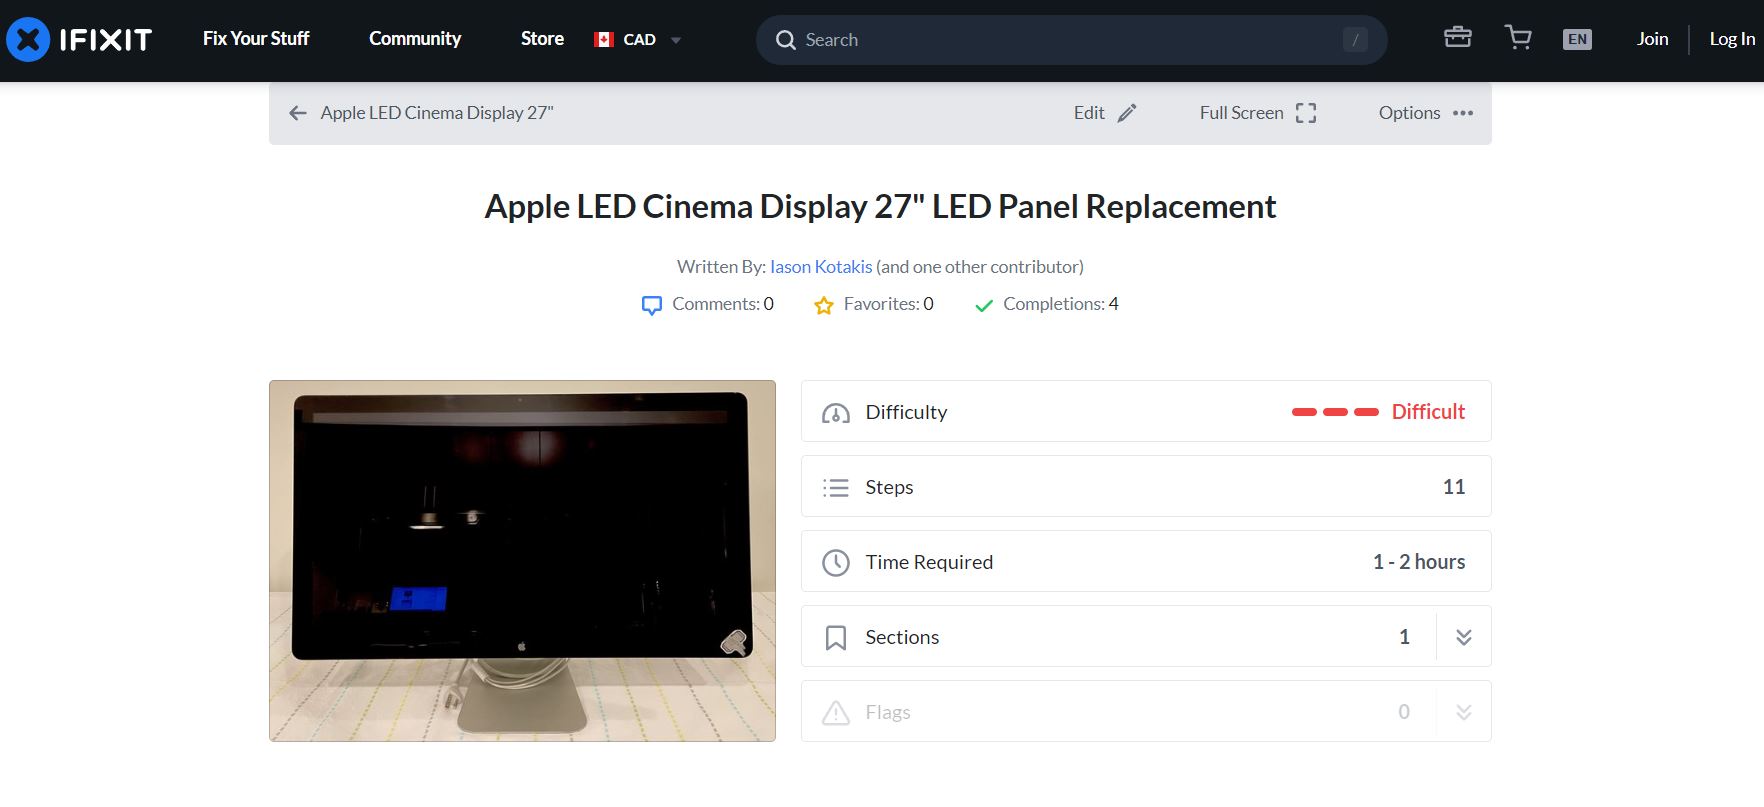 IFIXIT Fix Your Stuff Community Store CAD Search / EN Join Log In
Apple LED Cinema Display 27" Edit Full Screen Options
Apple LED Cinema Display 27" LED Panel Replacement
Written By: Iason Kotakis (and one other contributor)
Comments: 0 Favorites: 0 Completions: 4
Difficulty Difficult
Steps 11
Time Required 1 - 2 hours
Sections 1
Flags 0